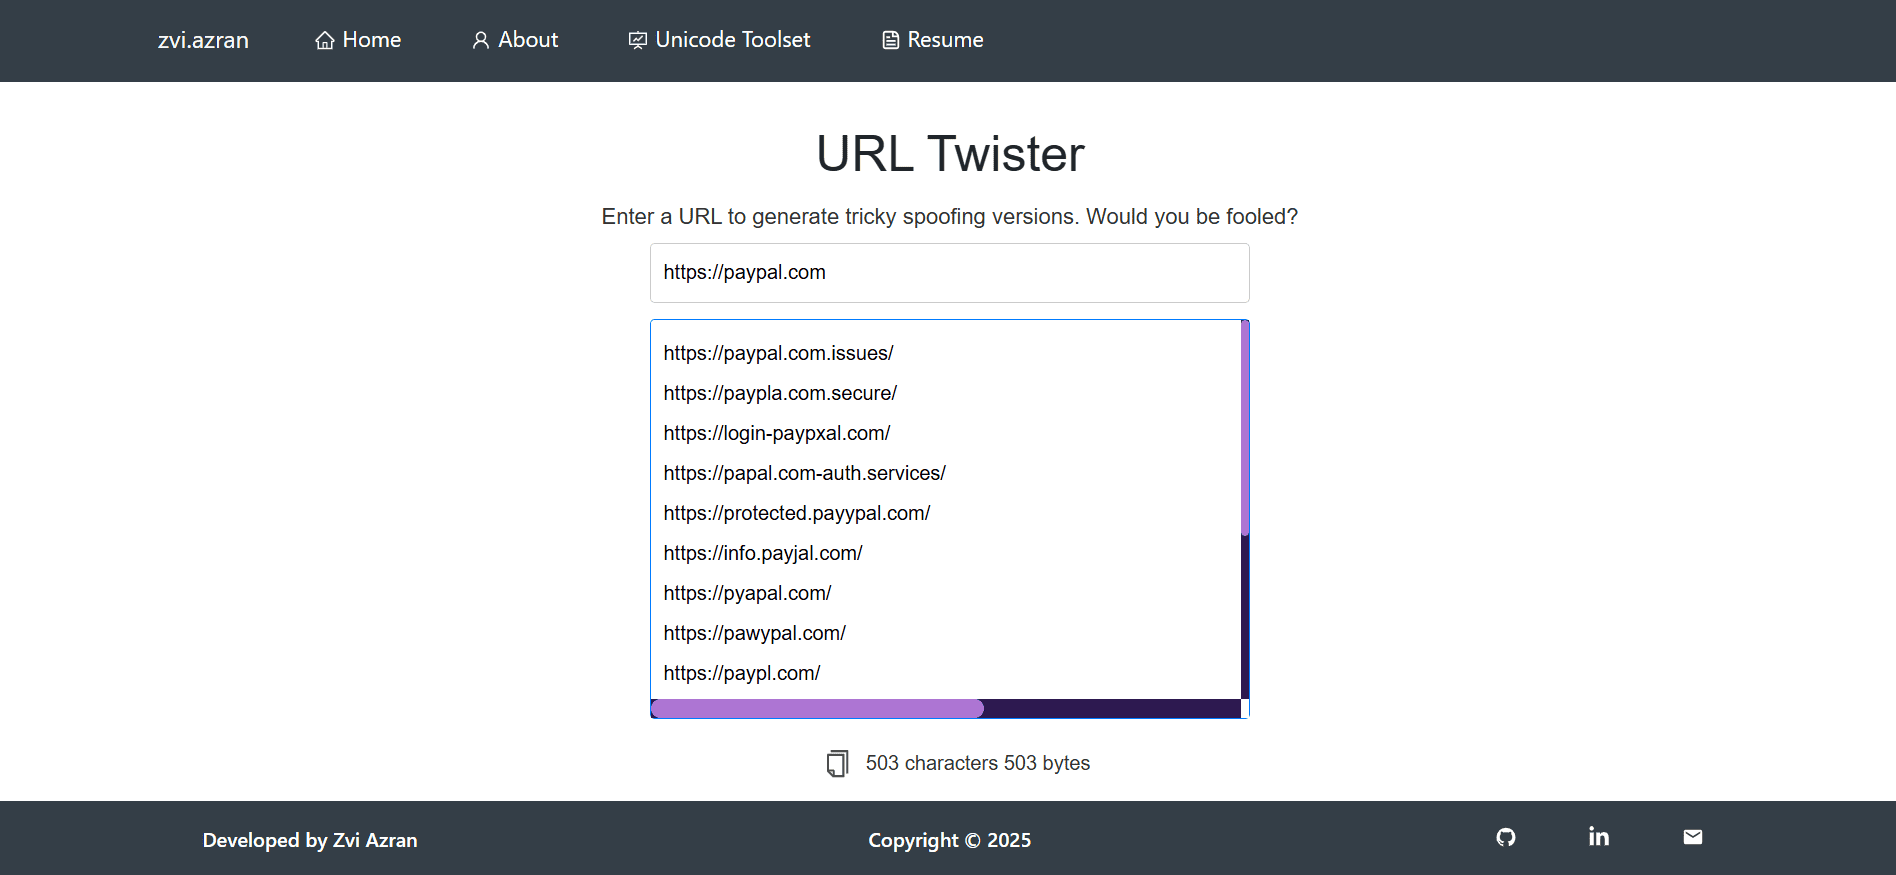 zvi.azran Home About Unicode Toolset Resume
URL Twister
Enter a URL to generate tricky spoofing versions. Would you be fooled?
https://paypal.com
https://paypal.com.issues/
https://paypla.com.secure/
https://login-paypxal.com/
https://papal.com-auth.services/
https://protected.payypal.com/
https://info.payjal.com/
https://pyapal.com/
https://pawypal.com/
https://paypl.com/
503 characters 503 bytes
Developed by Zvi Azran Copyright © 2025 in